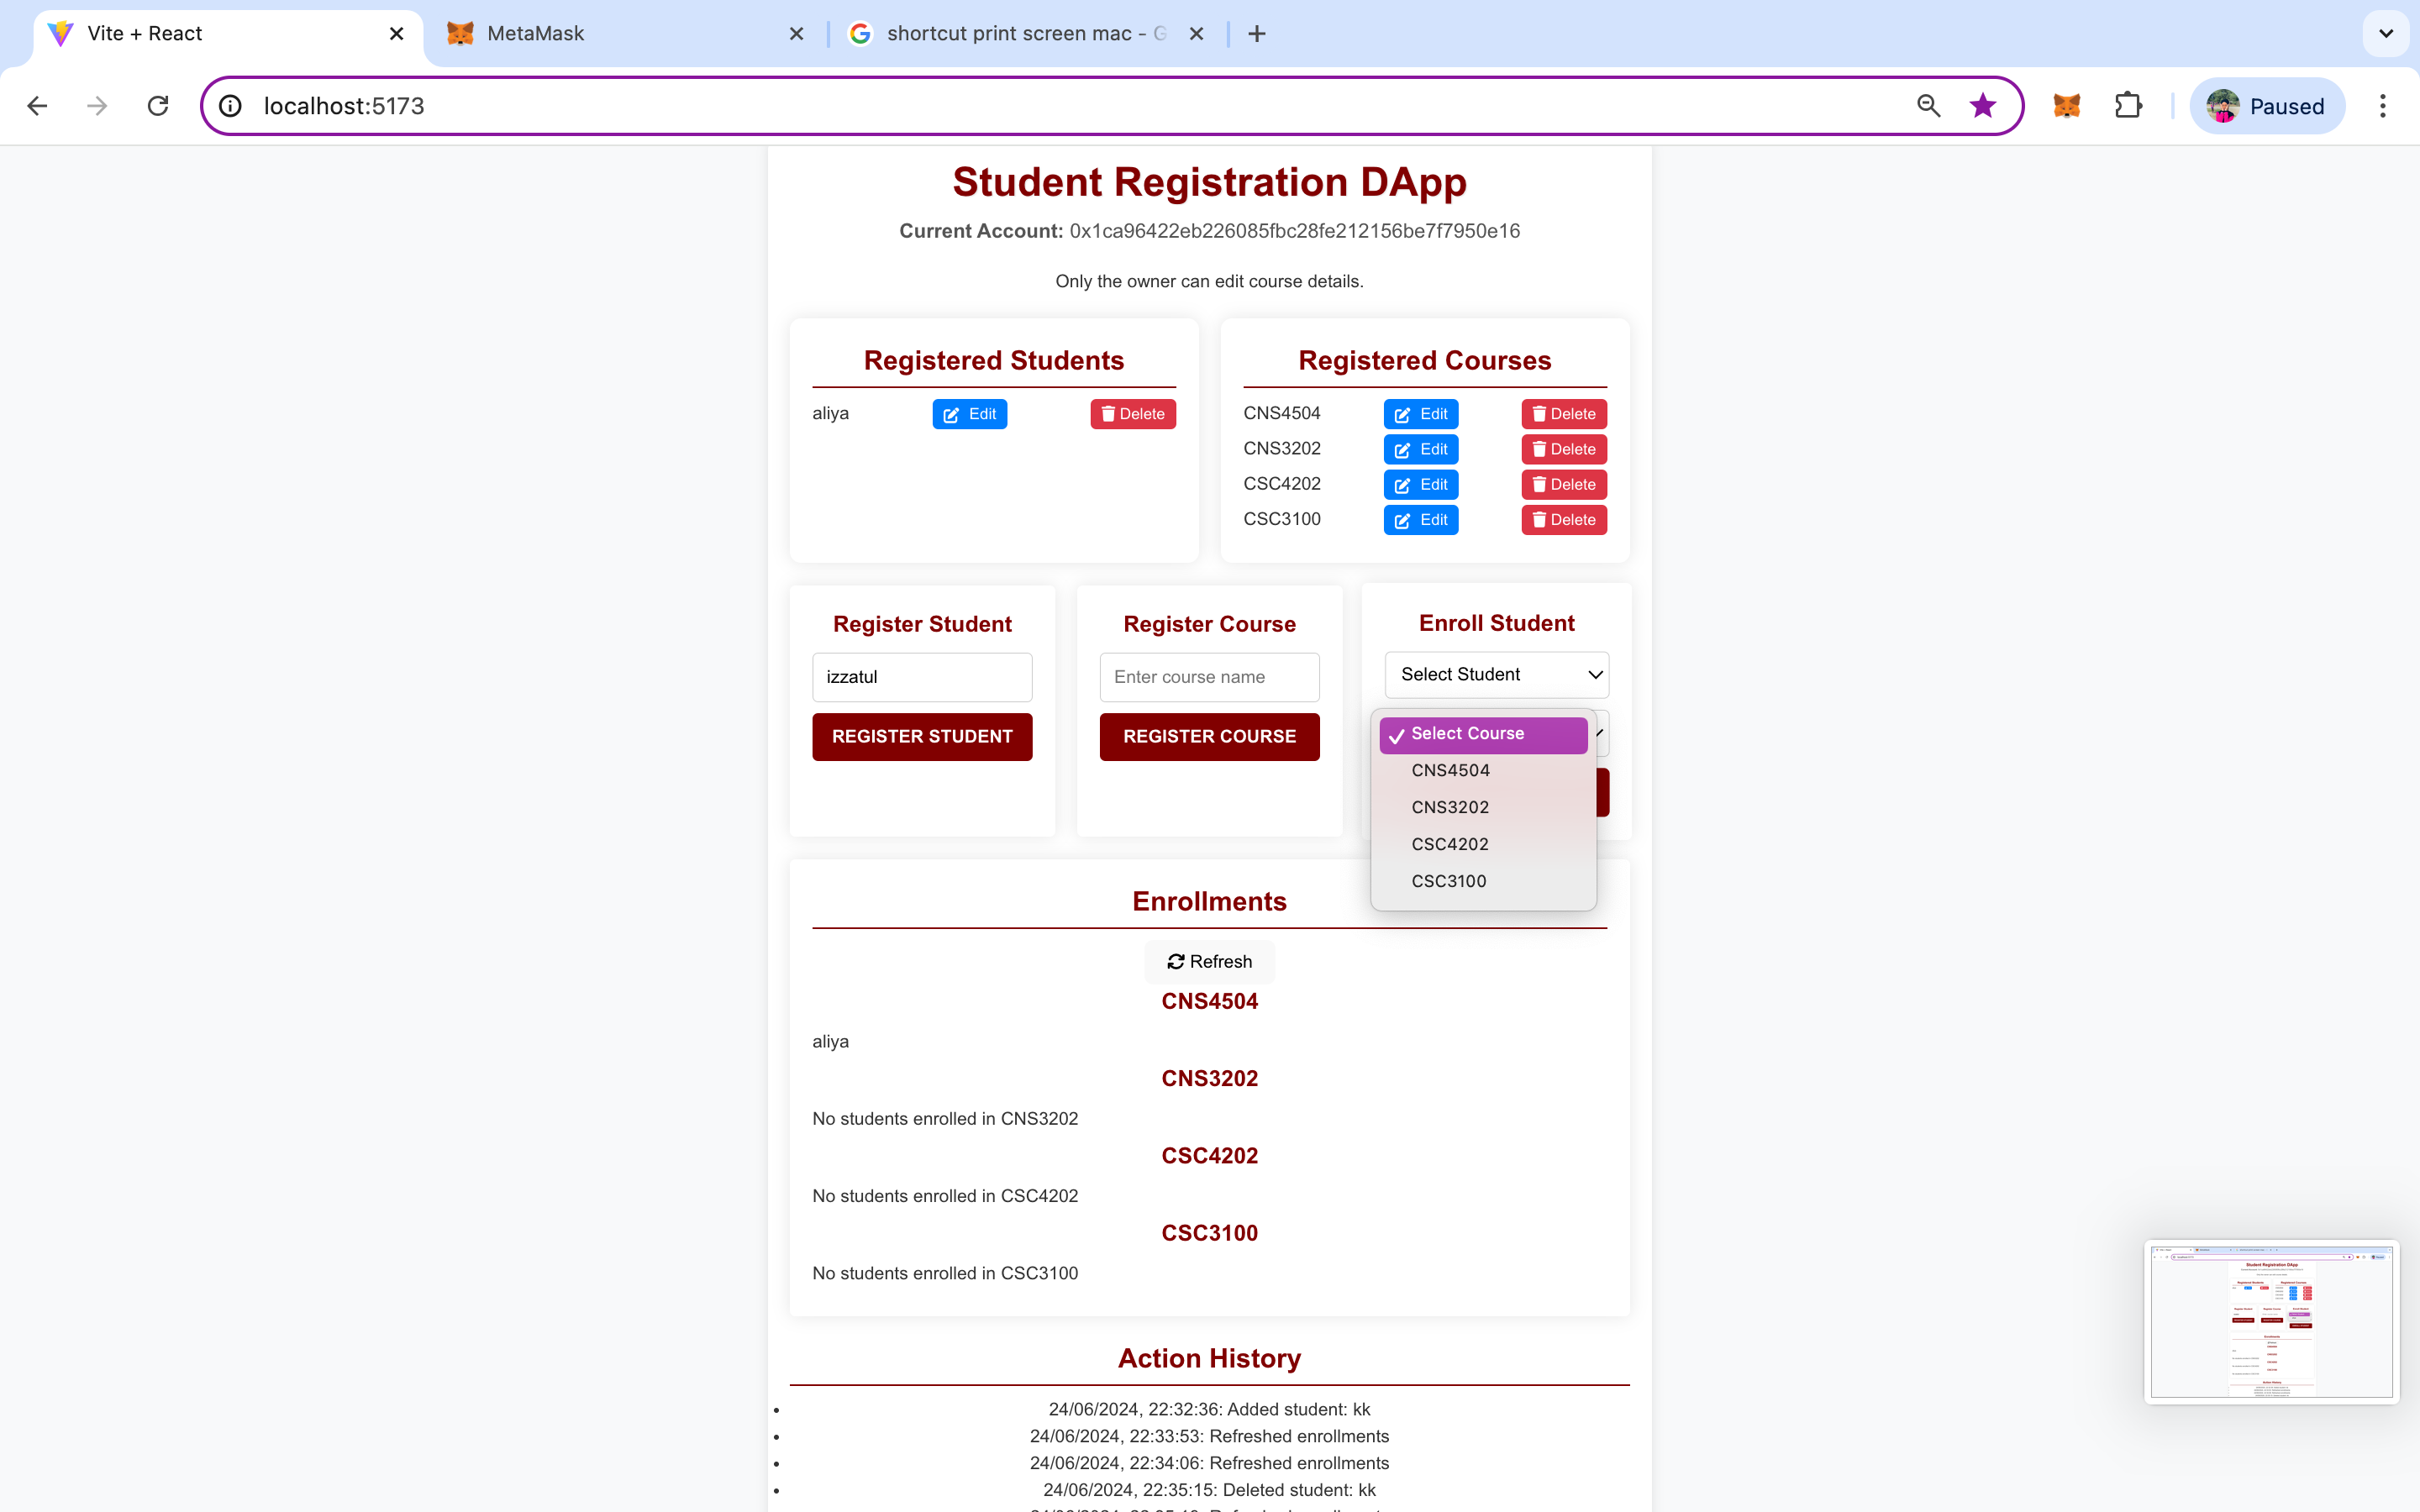 Vite + React
MetaMask
shortcut print screen mac - G
localhost:5173
Paused
Student Registration DApp
Current Account: 0x1ca96422eb226085fbc28fe212156be7f7950e16
Only the owner can edit course details.
Registered Students
aliya Edit Delete
Registered Courses
CNS4504 Edit Delete
CNS3202 Edit Delete
CSC4202 Edit Delete
CSC3100 Edit Delete
Register Student
izzatul
REGISTER STUDENT
Register Course
Enter course name
REGISTER COURSE
Enroll Student
Select Student
Select Course
CNS4504
CNS3202
CSC4202
CSC3100
Enrollments
Refresh
CNS4504
aliya
CNS3202
No students enrolled in CNS3202
CSC4202
No students enrolled in CSC4202
CSC3100
No students enrolled in CSC3100
Action History
24/06/2024, 22:32:36: Added student: kk
24/06/2024, 22:33:53: Refreshed enrollments
24/06/2024, 22:34:06: Refreshed enrollments
24/06/2024, 22:35:15: Deleted student: kk